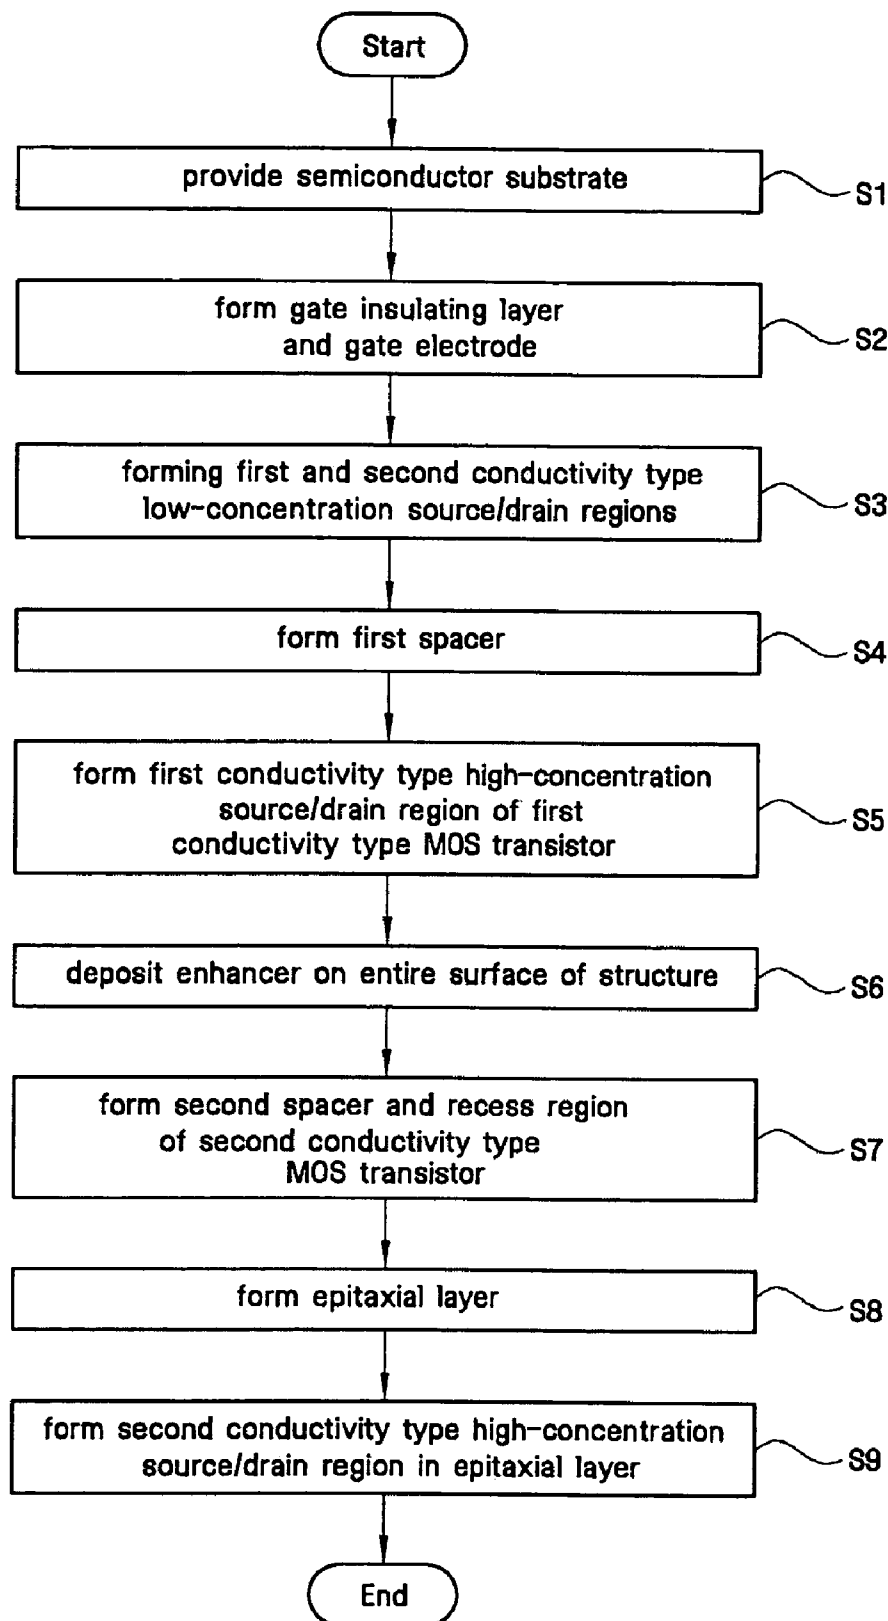 Start
provide semiconductor substrate
S1
form gate insulating layer
and gate electrode
S2
forming first and second conductivity type
low-concentration source/drain regions
S3
form first spacer
S4
form first conductivity type high-concentration
source/drain region of first
conductivity type MOS transistor
S5
deposit enhancer on entire surface of structure
S6
form second spacer and recess region
of second conductivity type
MOS transistor
S7
form epitaxial layer
S8
form second conductivity type high-concentration
source/drain region in epitaxial layer
S9
End